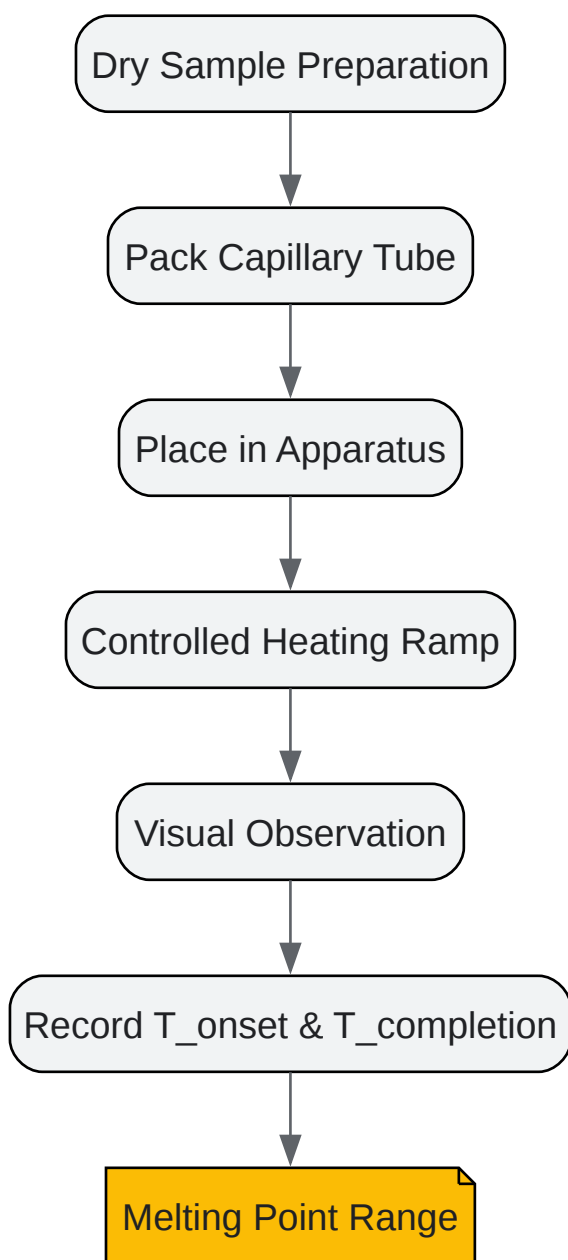 Dry Sample Preparation
Pack Capillary Tube
Place in Apparatus
Controlled Heating Ramp
Visual Observation
Record T_onset & T_completion
Melting Point Range